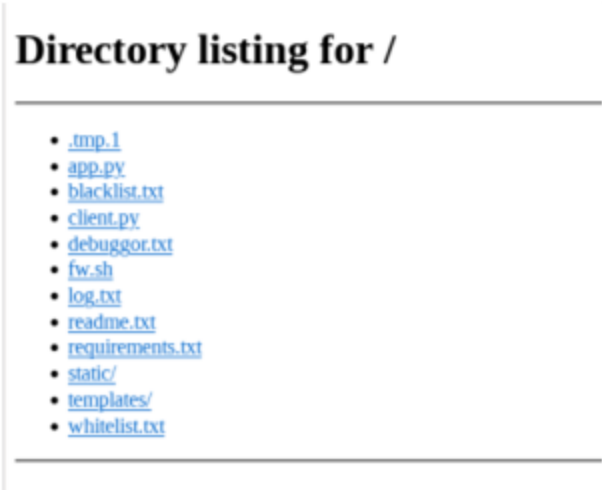 Directory listing for /
.tmp.1
app.py
blacklist.txt
client.py
debuggor.txt
fw.sh
log.txt
readme.txt
requirements.txt
static/
templates/
whitelist.txt